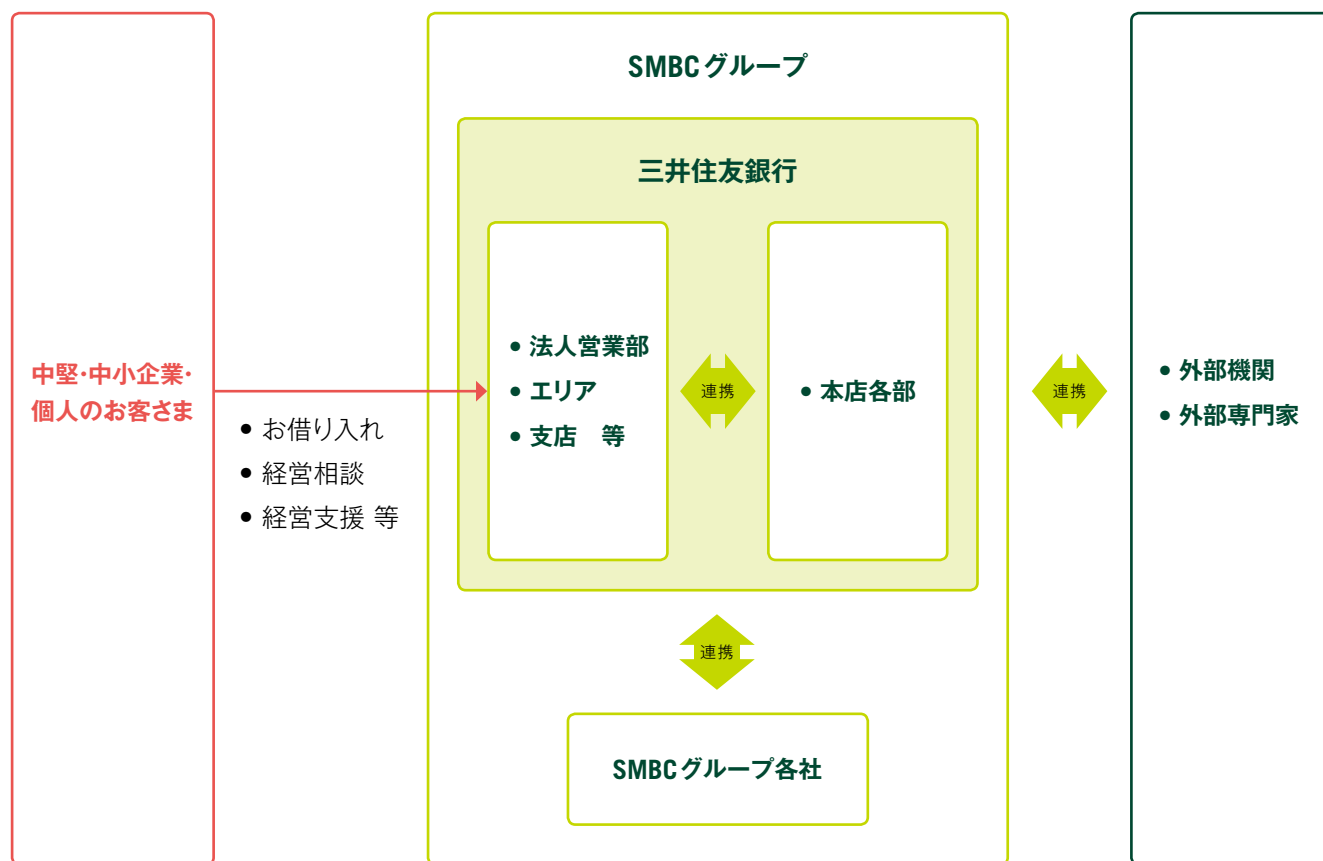 中堅・中小企業・
個人のお客さま
• お借り入れ
• 経営相談
• 経営支援 等
SMBCグループ
三井住友銀行
• 法人営業部
• エリア
• 支店　等
連携
• 本店各部
連携
SMBCグループ各社
連携
• 外部機関
• 外部専門家